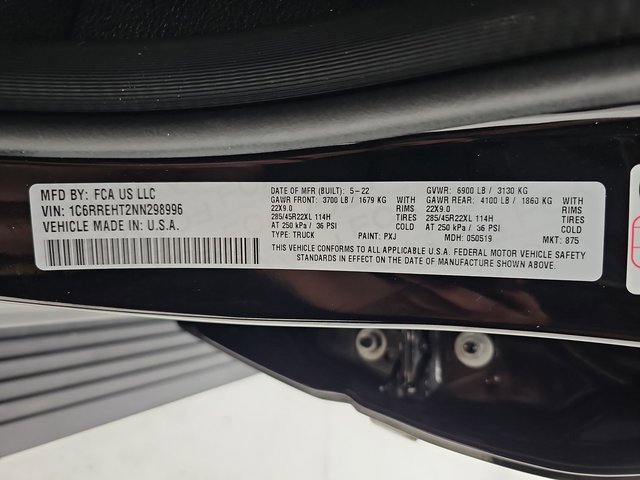 MFD BY: FCA US LLC
VIN: 1C6RREHT2NN298996
VEHICLE MADE IN: U.S.A.
DATE OF MFR (BUILT): 5-22 GVWR: 6900 LB / 3130 KG
GAWR FRONT: 3700 LB / 1679 KG WITH GAWR REAR: 4100 LB / 1860 KG WITH
22X9.0 TIRES 22X9.0 TIRES
285/45R22XL 114H COLD 285/45R22XL 114H COLD
AT 250 kPa / 36 PSI AT 250 kPa / 36 PSI
TYPE: TRUCK PAINT: PXJ MDH: 050519 MKT: 875
THIS VEHICLE CONFORMS TO ALL APPLICABLE U.S.A. FEDERAL MOTOR VEHICLE SAFETY
STANDARDS IN EFFECT ON THE DATE OF MANUFACTURE SHOWN ABOVE.